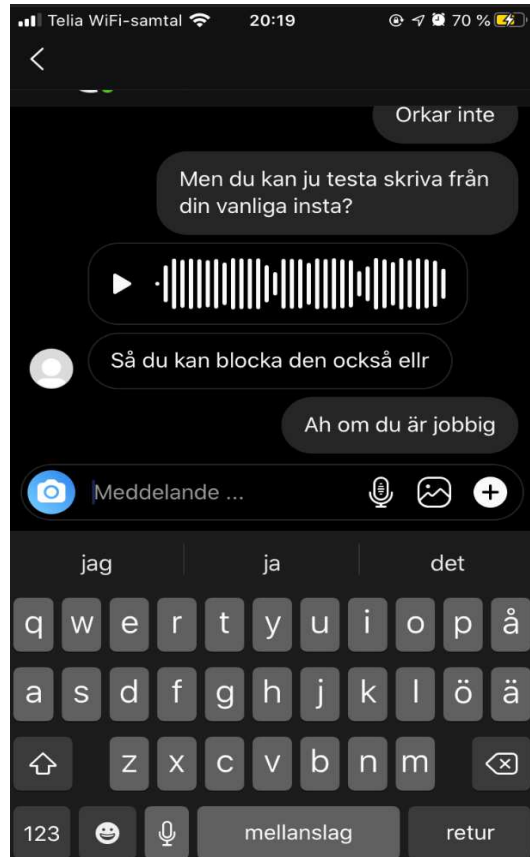 Telia WiFi-samtal 20:19 70 %
Orkar inte
Men du kan ju testa skriva från
din vanliga insta?
Så du kan blocka den också ellr
Ah om du är jobbig
Meddelande ...
jag ja det
q w e r t y u i o p å
a s d f g h j k l ö ä
z x c v b n m
123 mellanslag retur